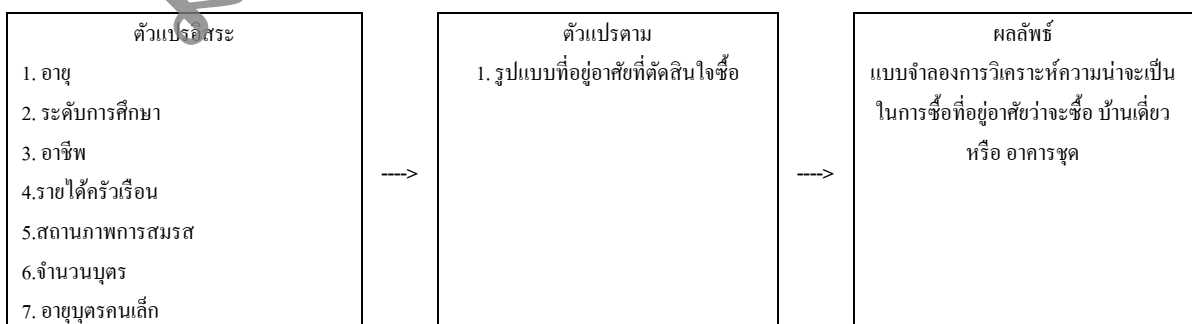 ตัวแปรอิสระ
1. อายุ
2. ระดับการศึกษา
3. อาชีพ
4.รายได้ครัวเรือน
5.สถานภาพการสมรส
6.จำนวนบุตร
7. อายุบุตรคนเล็ก
---->
ตัวแปรตาม
1. รูปแบบที่อยู่อาศัยที่ตัดสินใจซื้อ
---->
ผลลัพธ์
แบบจำลองการวิเคราะห์ความน่าจะเป็น
ในการซื้อที่อยู่อาศัยว่าจะซื้อ บ้านเดี่ยว
หรือ อาคารชุด